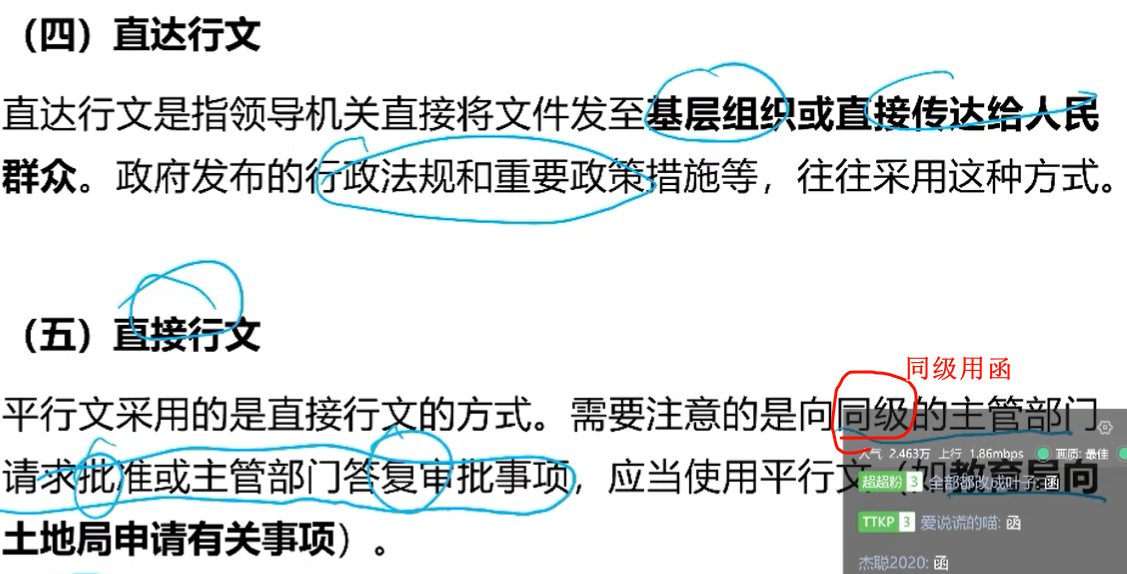 （四）直达行文
直达行文是指领导机关直接将文件发至基层组织或直接传达给人民
群众。政府发布的行政法规和重要政策措施等，往往采用这种方式。
（五）直接行文
同级用函
平行文采用的是直接行文的方式。需要注意的是向同级的主管部门
请求批准或主管部门答复审批事项，应当使用平行文（如教育局向
土地局申请有关事项）。
人气 2.463万 上行 1.86mbps 画质: 最佳
超超粉 3 全部都改成叶子: 函
TTKP 3 爱说谎的喵: 函
杰聪2020: 函